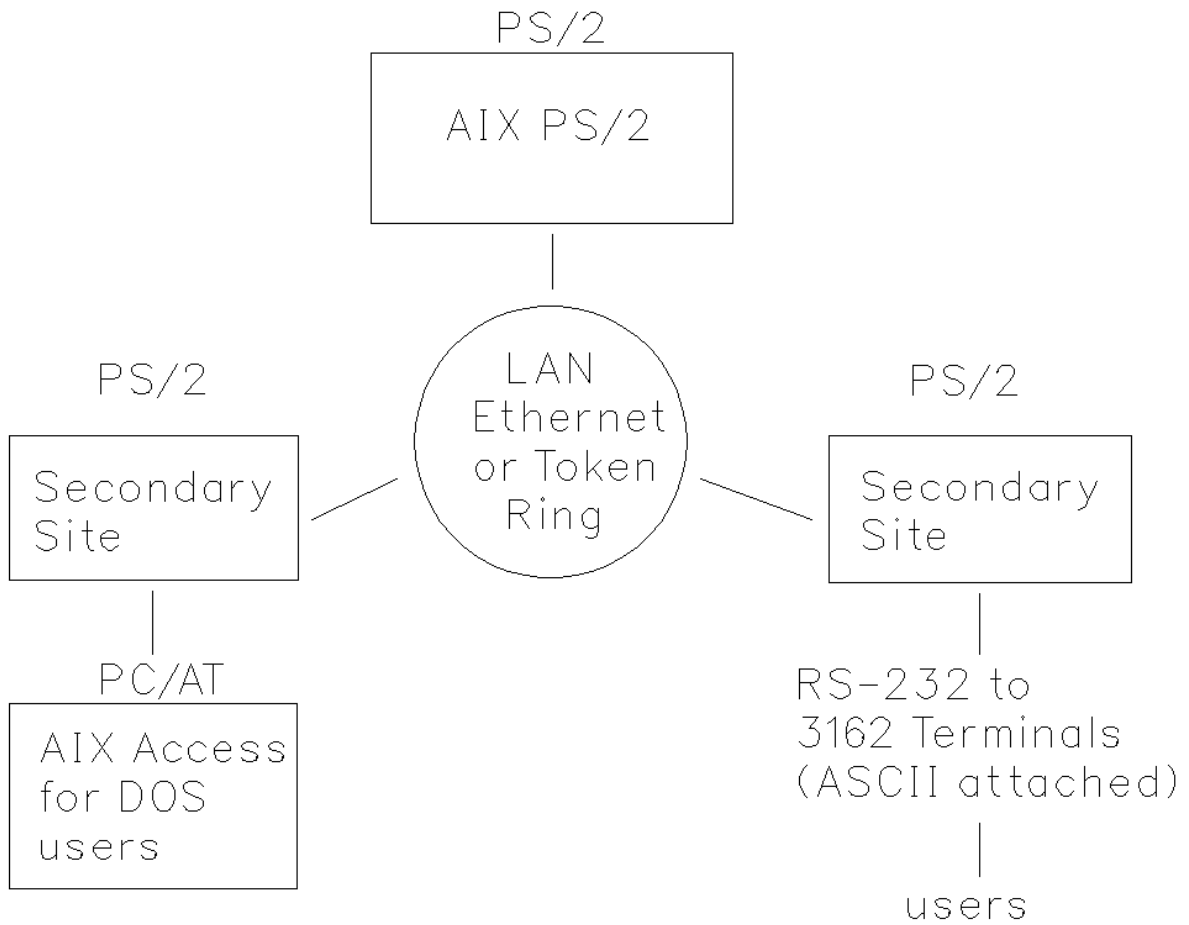 PS/2
AIX PS/2
LAN
Ethernet
or Token
Ring
PS/2
Secondary
Site
PC/AT
AIX Access
for DOS
users
PS/2
Secondary
Site
RS-232 to
3162 Terminals
(ASCII attached)
users